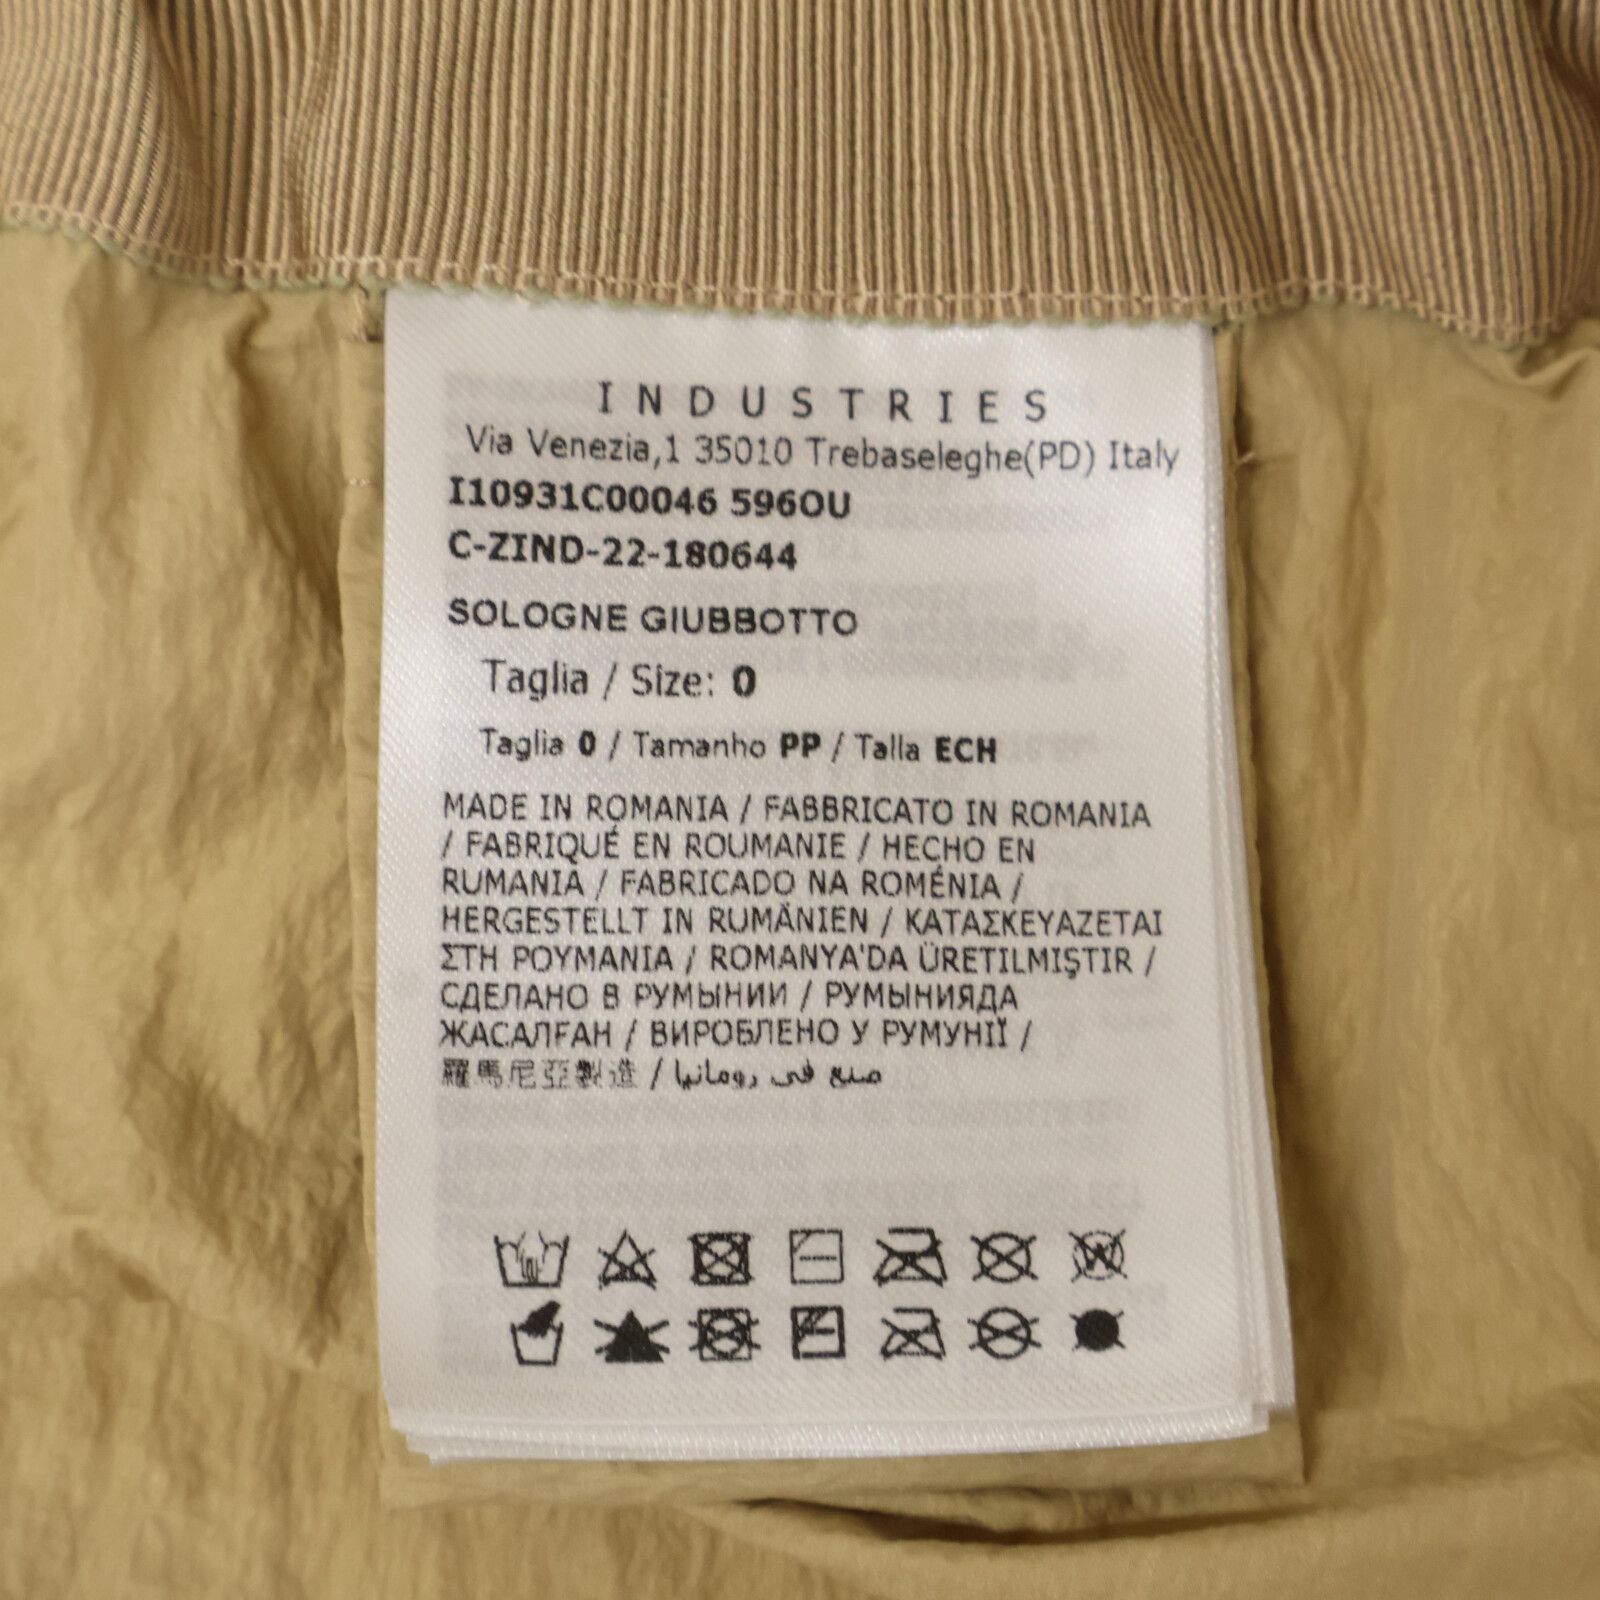 INDUSTRIES
Via Venezia,1 35010 Trebaseleghe(PD) Italy
I10931C00046 596OU
C-ZIND-22-180644
SOLOGNE GIUBBOTTO
Taglia / Size: 0
Taglia 0 / Tamanho PP / Talla ECH
MADE IN ROMANIA / FABBRICATO IN ROMANIA
/ FABRIQUÉ EN ROUMANIE / HECHO EN
RUMANIA / FABRICADO NA ROMÉNIA /
HERGESTELLT IN RUMÄNIEN / ΚΑΤΑΣΚΕΥΑΖΕΤΑΙ
ΣΤΗ ΡΟΥΜΑΝΙΑ / ROMANYA'DA ÜRETILMIŞTIR /
СДЕЛАНО В РУМЫНИИ / РУМЫНИЯДА
ЖАСАЛҒАН / ВИРОБЛЕНО У РУМУНІЇ /
羅馬尼亞製造 / صنع في رومانيا